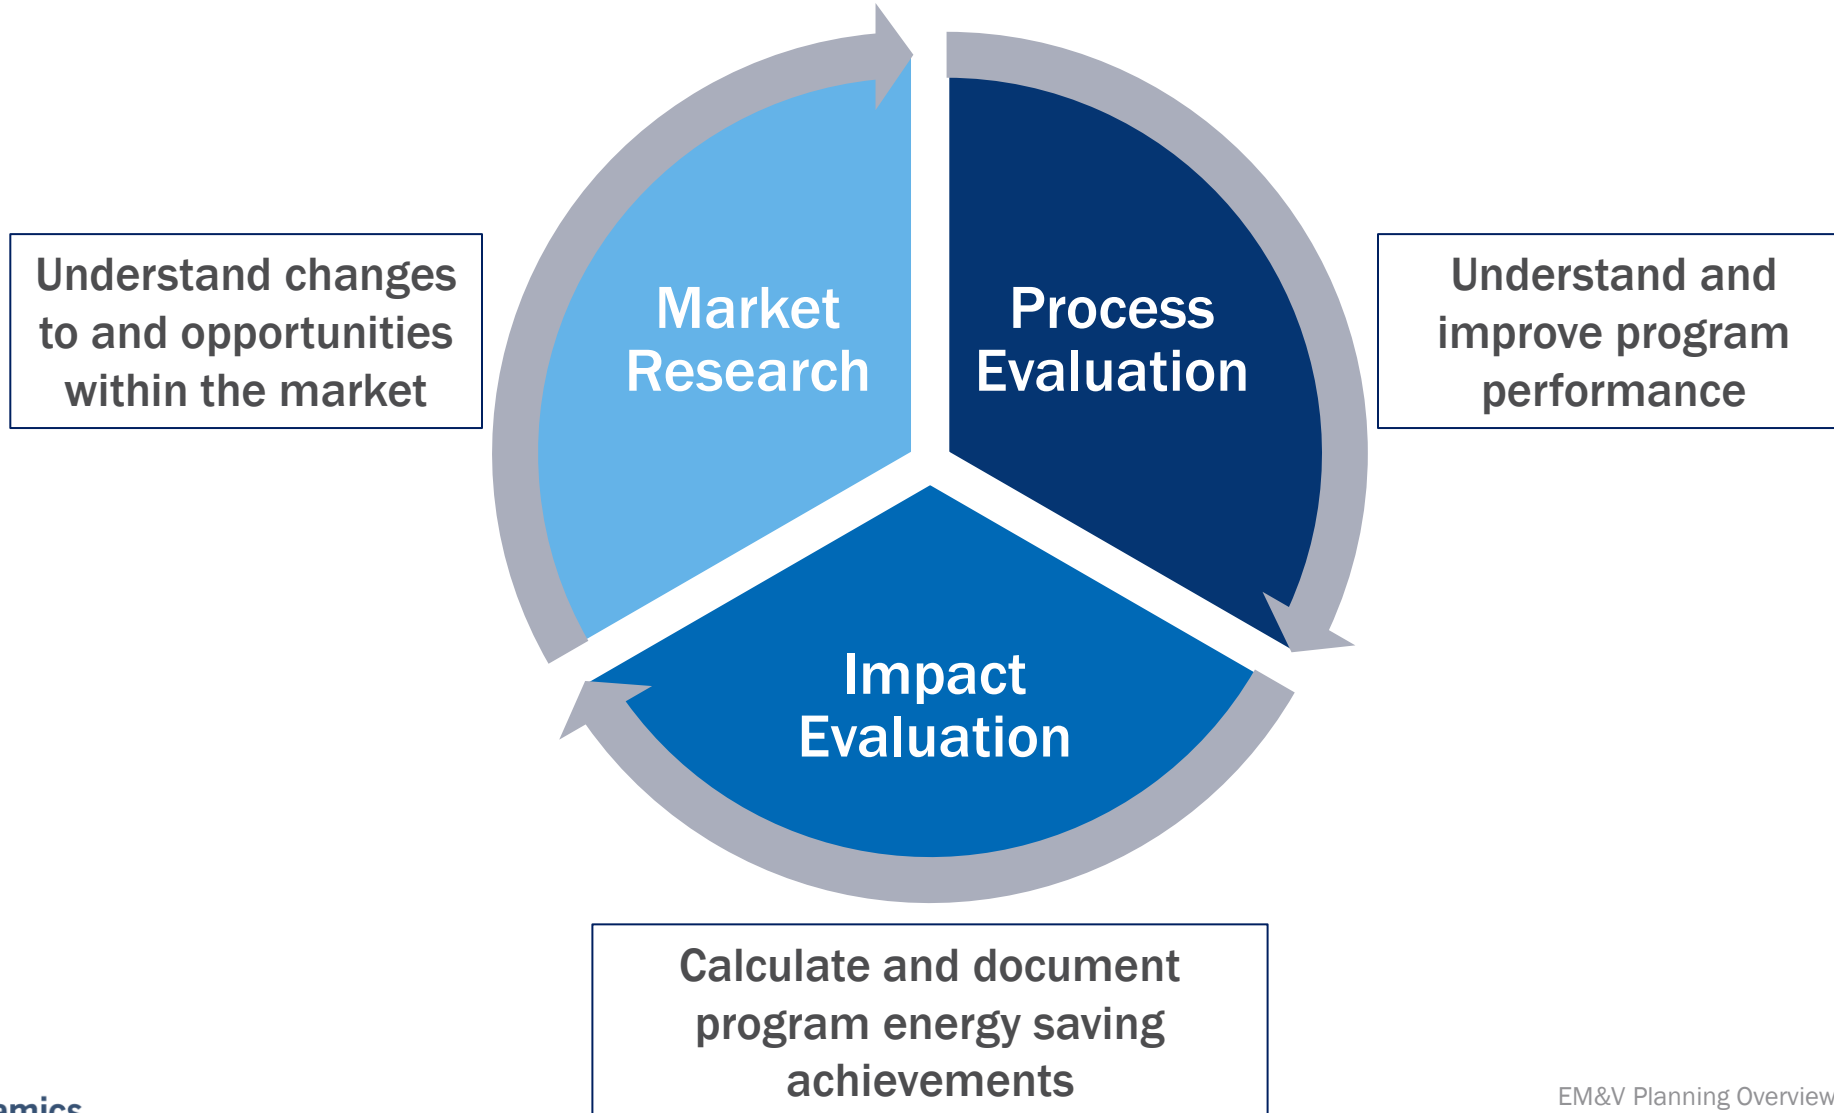 Market
Research
Process
Evaluation
Impact
Evaluation
Understand changes
to and opportunities
within the market
Understand and
improve program
performance
Calculate and document
program energy saving
achievements
EM&V Planning Overview